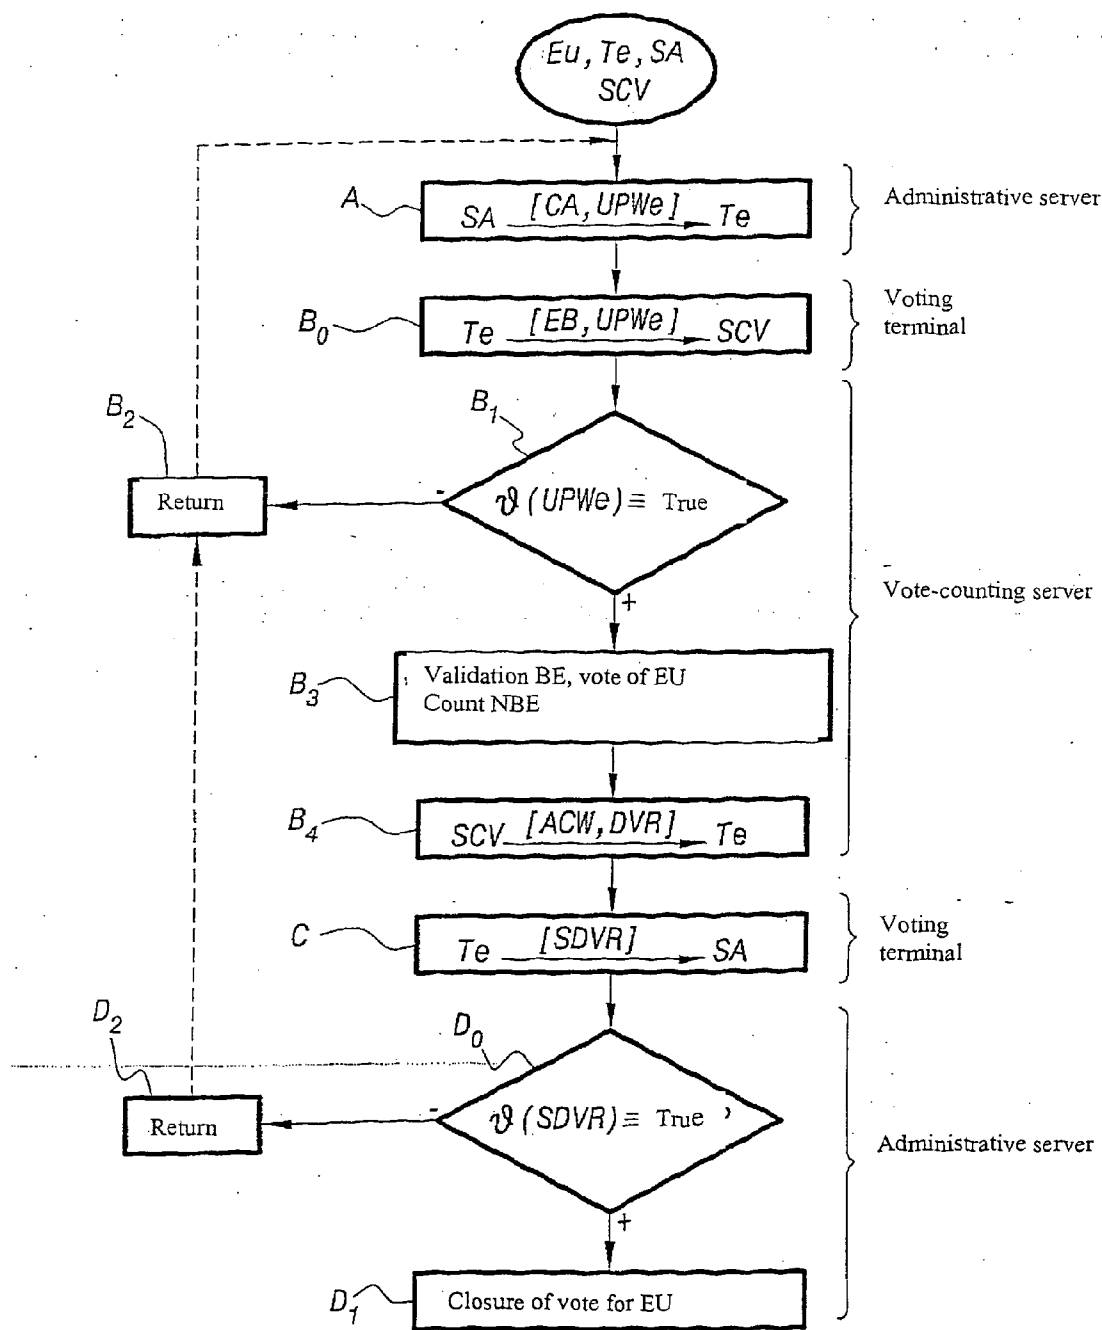 Eu, Te, SA
SCV
A
SA [CA, UPWe] Te
Administrative server
B0
Te [EB, UPWe] SCV
Voting
terminal
B2
Return
B1
-
ϑ (UPWe) ≡ True
+
Vote-counting server
B3
Validation BE, vote of EU
Count NBE
B4
SCV [ACW, DVR] Te
C
Te [SDVR] SA
Voting
terminal
D2
Return
D0
-
ϑ (SDVR) ≡ True
+
Administrative server
D1
Closure of vote for EU